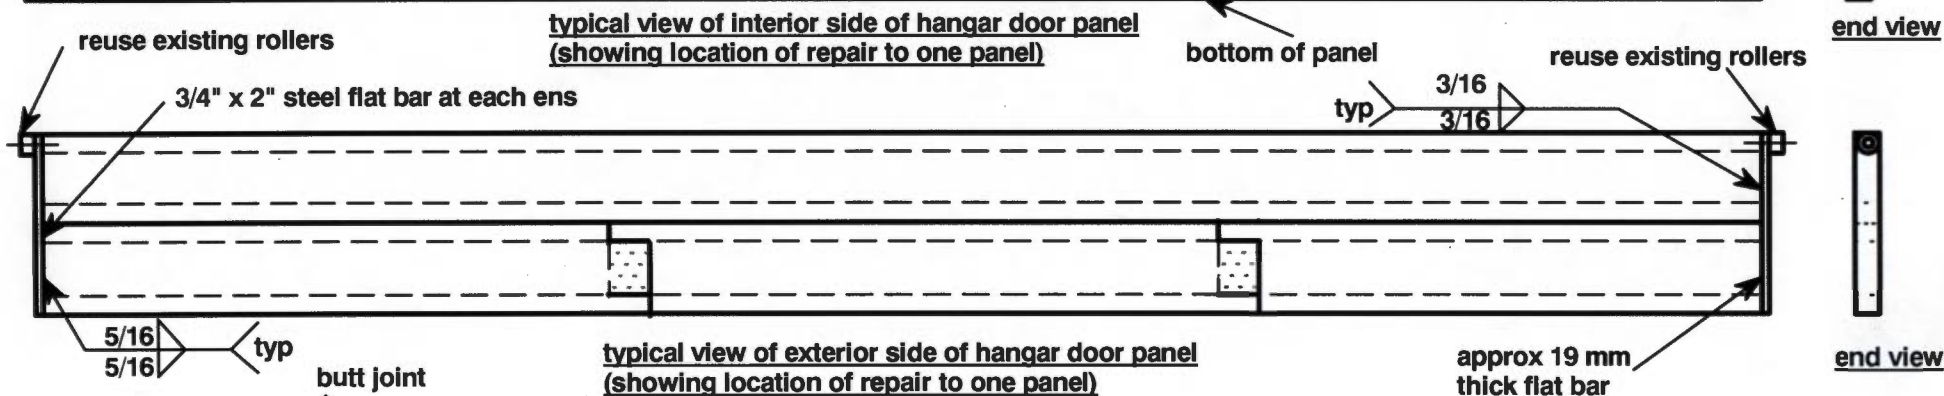 typical view of interior side of hangar door panel
(showing location of repair to one panel)
end view
reuse existing rollers
bottom of panel
reuse existing rollers
3/4" x 2" steel flat bar at each ens
typ
3/16
3/16
5/16
5/16
typ
butt joint
typical view of exterior side of hangar door panel
(showing location of repair to one panel)
approx 19 mm
thick flat bar
end view